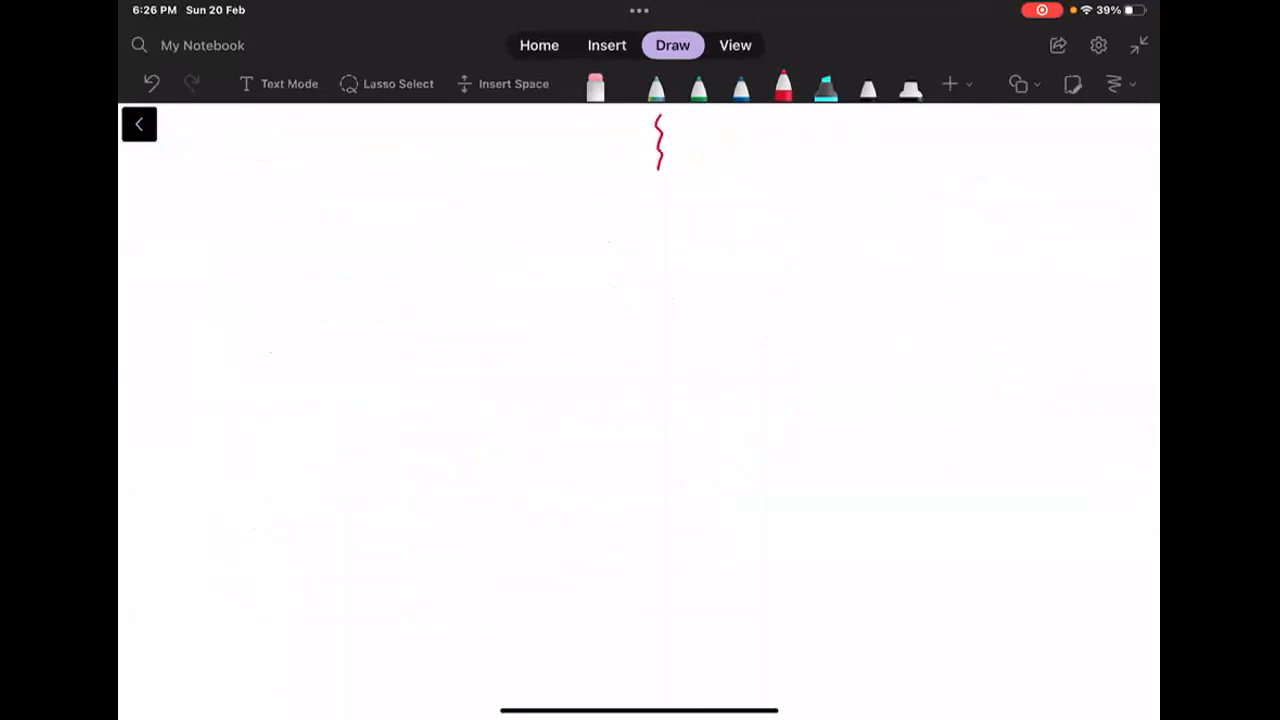 6:26 PM Sun 20 Feb 39%
My Notebook Home Insert Draw View
Text Mode Lasso Select Insert Space